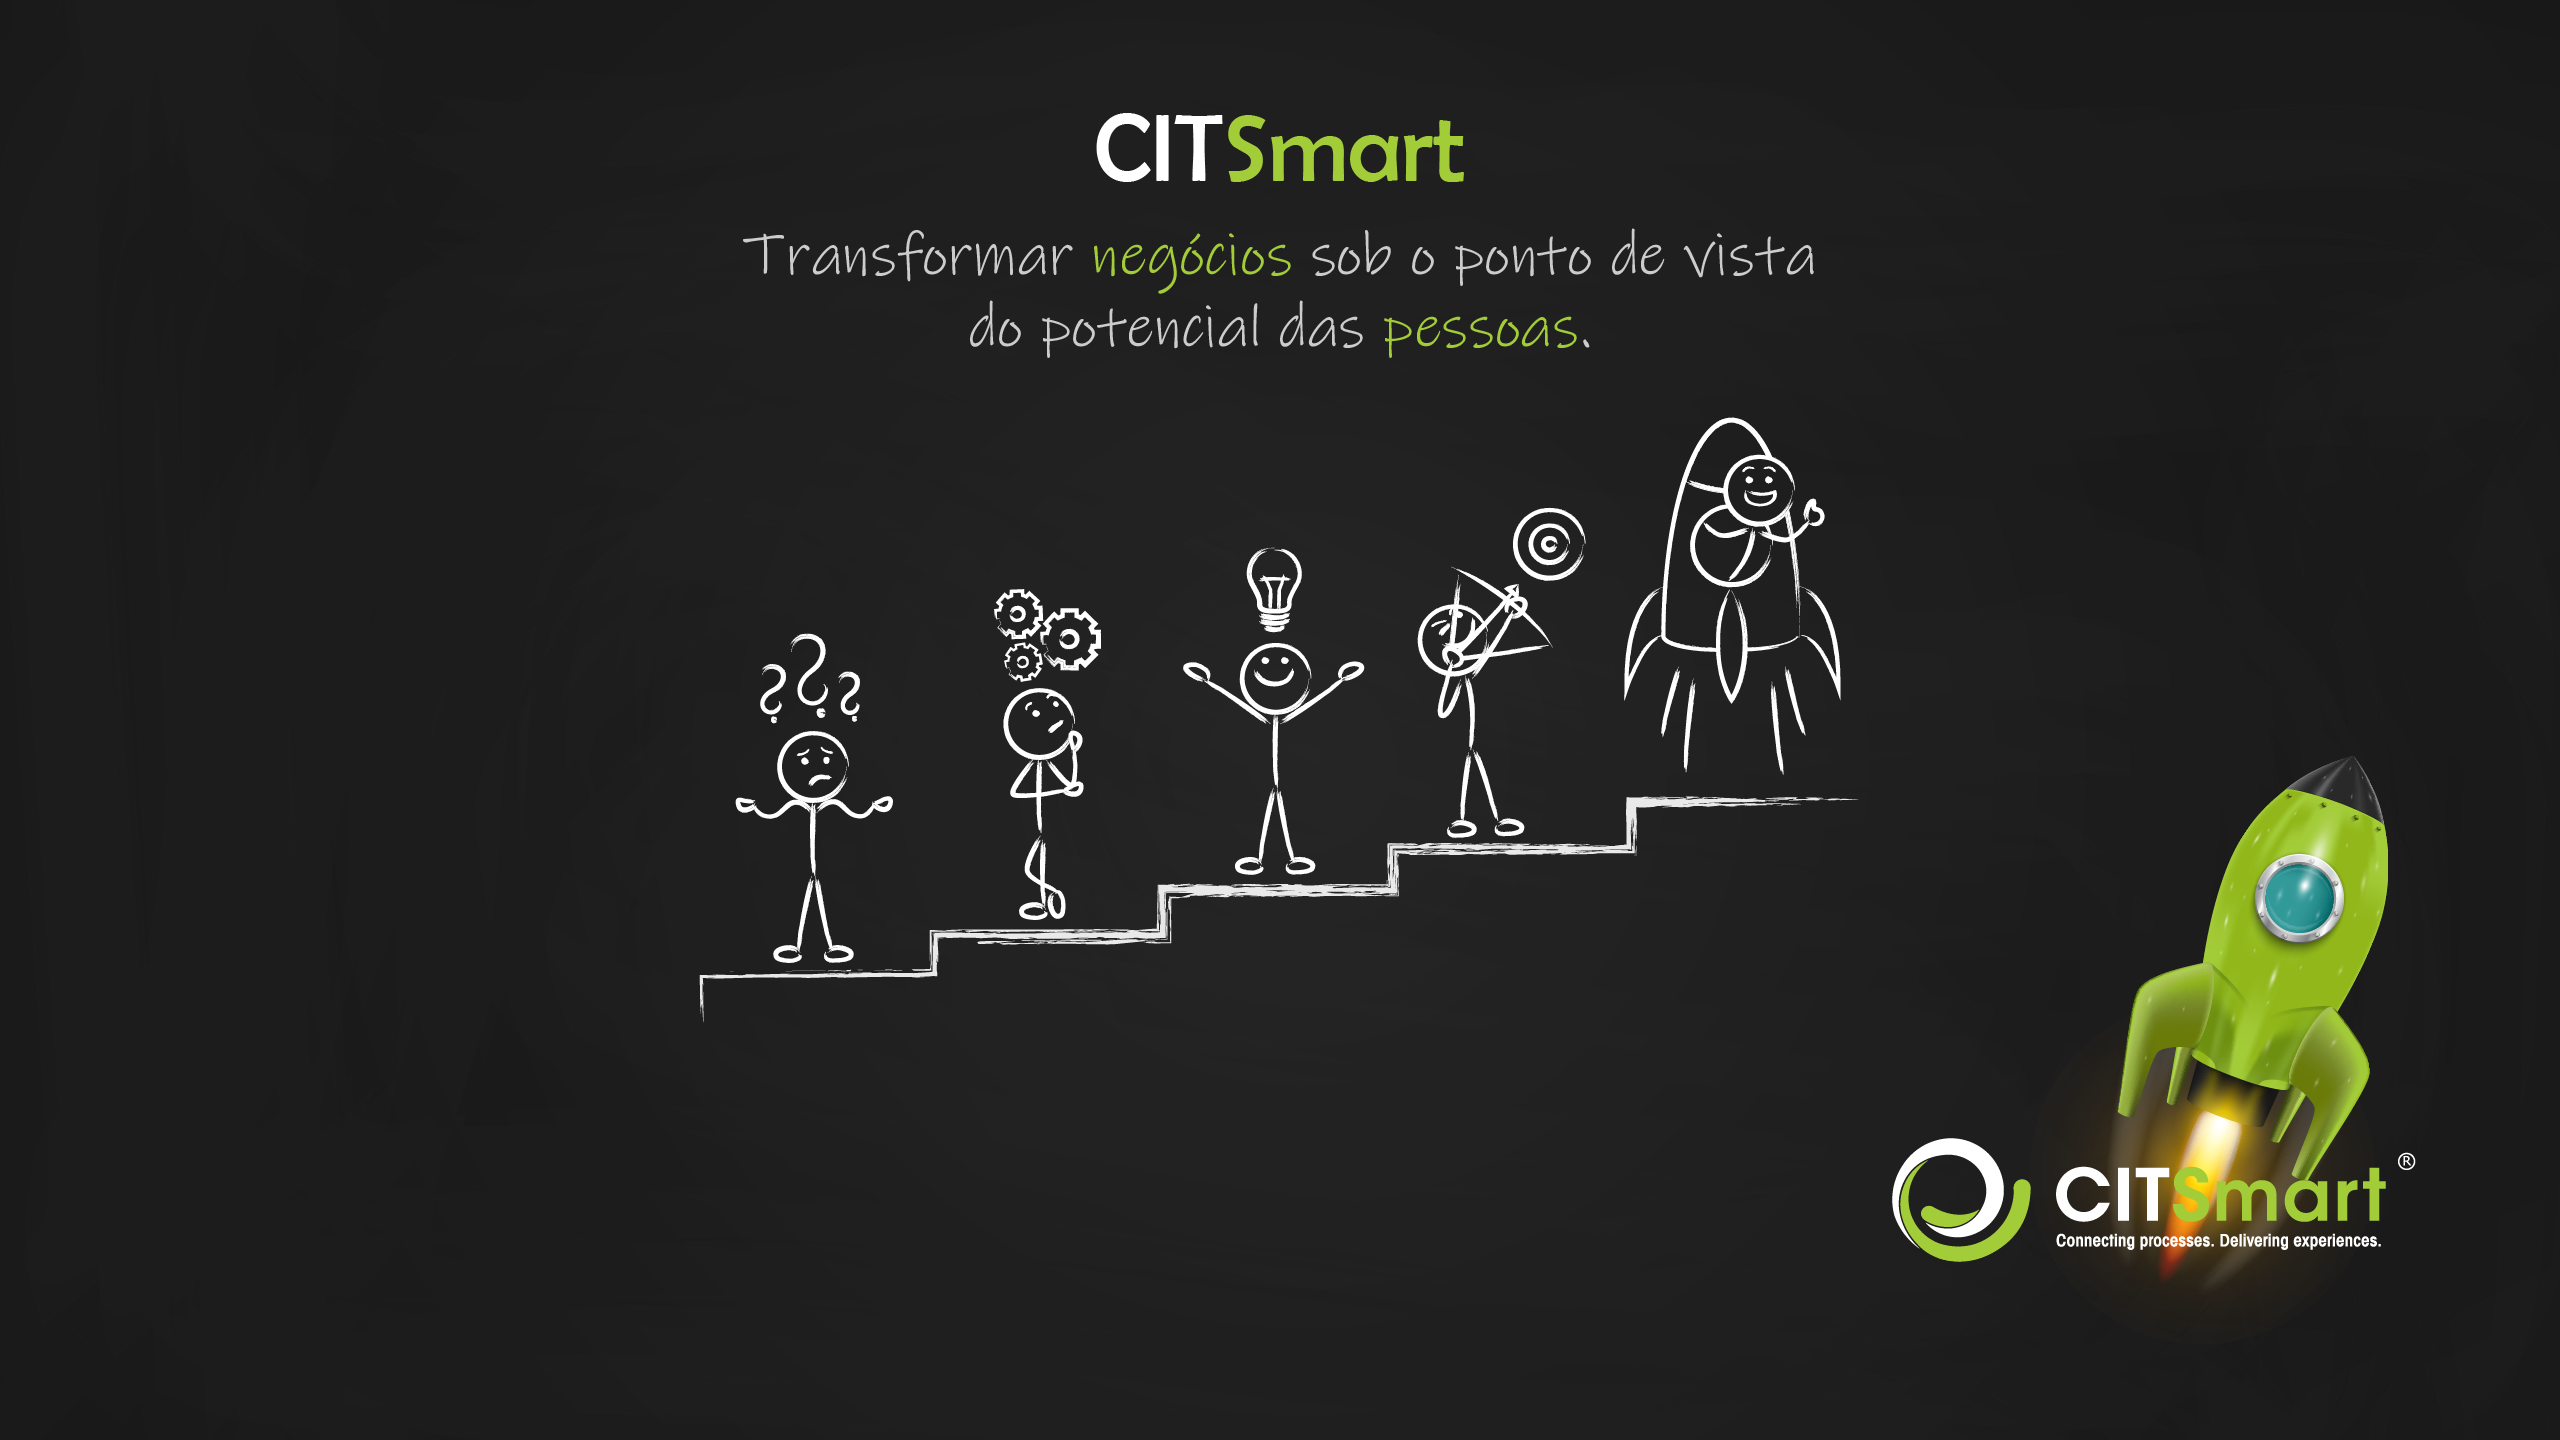 CITSmart
Transformar negócios sob o ponto de vista
do potencial das pessoas.
???
CITSmart®
Connecting processes. Delivering experiences.